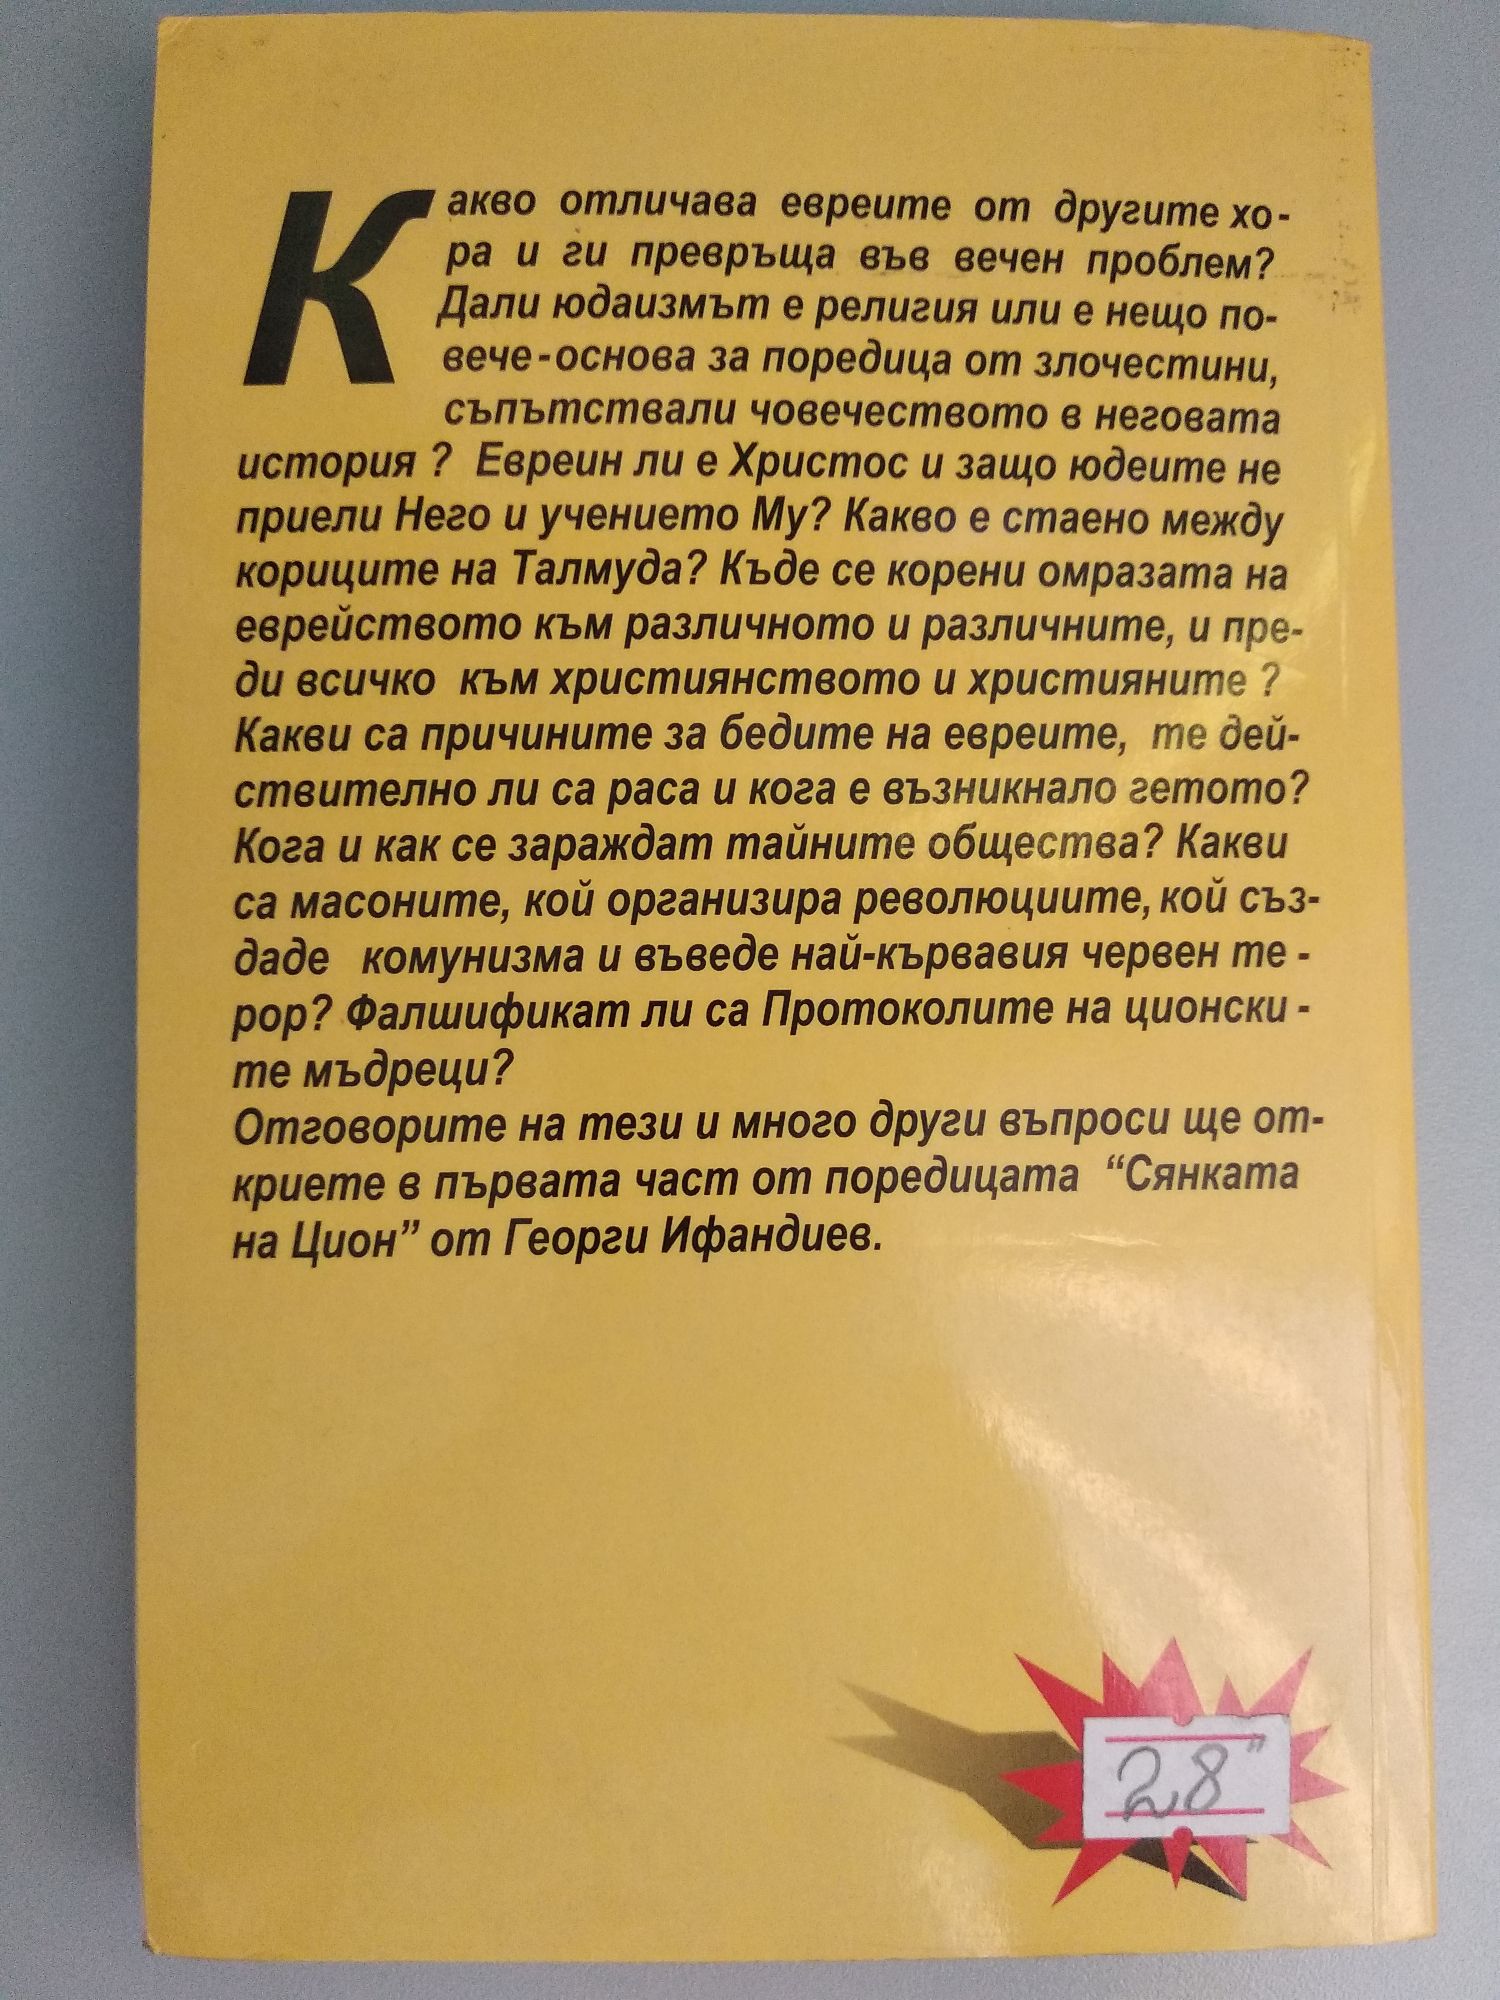 Какво отличава евреите от другите хо-
ра и ги превръща във вечен проблем?
Дали юдаизмът е религия или е нещо по-
вече-основа за поредица от злочестини,
съпътствали човечеството в неговата
история ? Евреин ли е Христос и защо юдеите не
приели Него и учението Му? Какво е стаено между
кориците на Талмуда? Къде се корени омразата на
еврейството към различното и различните, и пре-
ди всичко към християнството и християните ?
Какви са причините за бедите на евреите, те дей-
ствително ли са раса и кога е възникнало гетото?
Кога и как се зараждат тайните общества? Какви
са масоните, кой организира революциите, кой съз-
даде комунизма и въведе най-кървавия червен те -
рор? Фалшификат ли са Протоколите на ционски -
те мъдреци?
Отговорите на тези и много други въпроси ще от-
криете в първата част от поредицата “Сянката
на Цион” от Георги Ифандиев.
28"